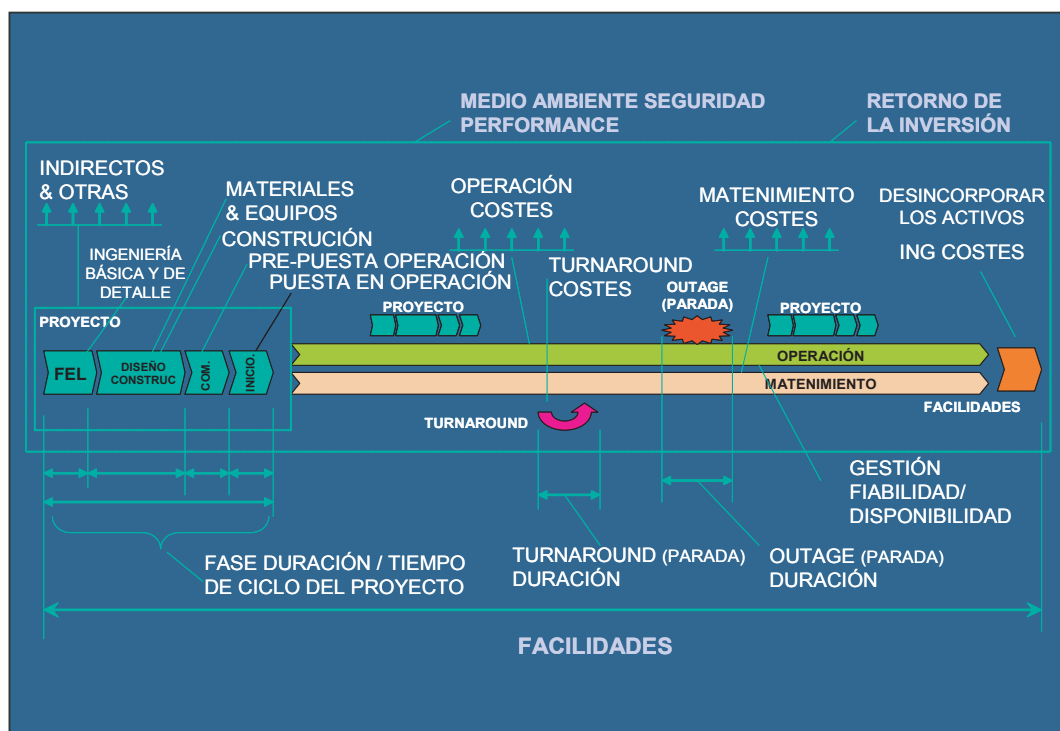 MEDIO AMBIENTE SEGURIDAD
PERFORMANCE
RETORNO DE
LA INVERSIÓN
INDIRECTOS
& OTRAS
MATERIALES
& EQUIPOS
CONSTRUCIÓN
PRE-PUESTA OPERACIÓN
PUESTA EN OPERACIÓN
INGENIERÍA
BÁSICA Y DE
DETALLE
OPERACIÓN
COSTES
TURNAROUND
COSTES
MATENIMIENTO
COSTES
DESINCORPORAR
LOS ACTIVOS
ING COSTES
OUTAGE
(PARADA)
PROYECTO
PROYECTO
PROYECTO
FEL
DISEÑO
CONSTRUC
COM.
INICIO.
OPERACIÓN
MATENIMIENTO
FACILIDADES
TURNAROUND
GESTIÓN
FIABILIDAD/
DISPONIBILIDAD
FASE DURACIÓN / TIEMPO
DE CICLO DEL PROYECTO
TURNAROUND (PARADA)
DURACIÓN
OUTAGE (PARADA)
DURACIÓN
FACILIDADES